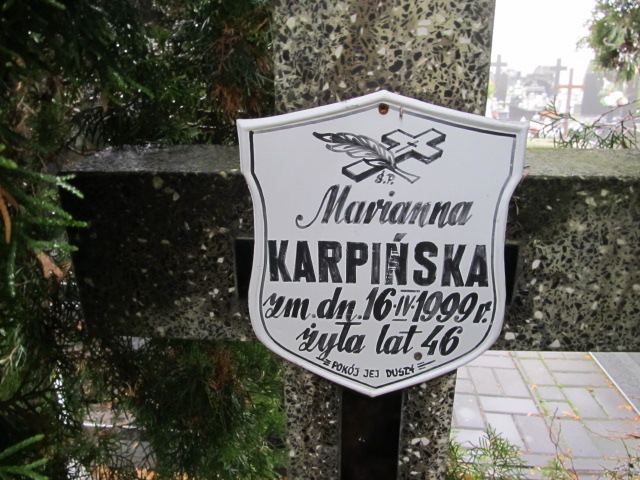 Ś.P.
Marianna
KARPIŃSKA
zm. dn. 16·IV·1999 r.
żyła lat 46
POKÓJ JEJ DUSZY